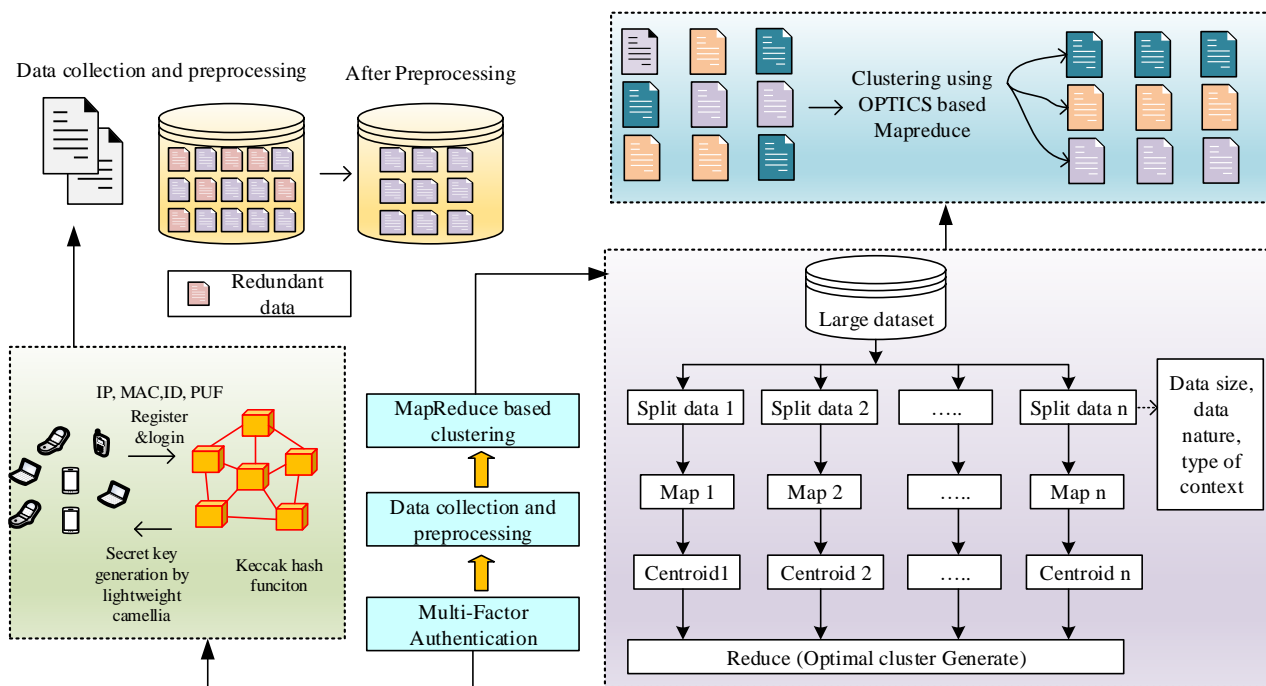 Data collection and preprocessing
After Preprocessing
Redundant
data
Clustering using
OPTICS based
Mapreduce
IP, MAC,ID, PUF
Register
&login
Secret key
generation by
lightweight
camellia
Keccak hash
funciton
MapReduce based
clustering
Data collection and
preprocessing
Multi-Factor
Authentication
Large dataset
Split data 1
Split data 2
.....
Split data n
Data size,
data
nature,
type of
context
Map 1
Map 2
.....
Map n
Centroid1
Centroid 2
.....
Centroid n
Reduce (Optimal cluster Generate)